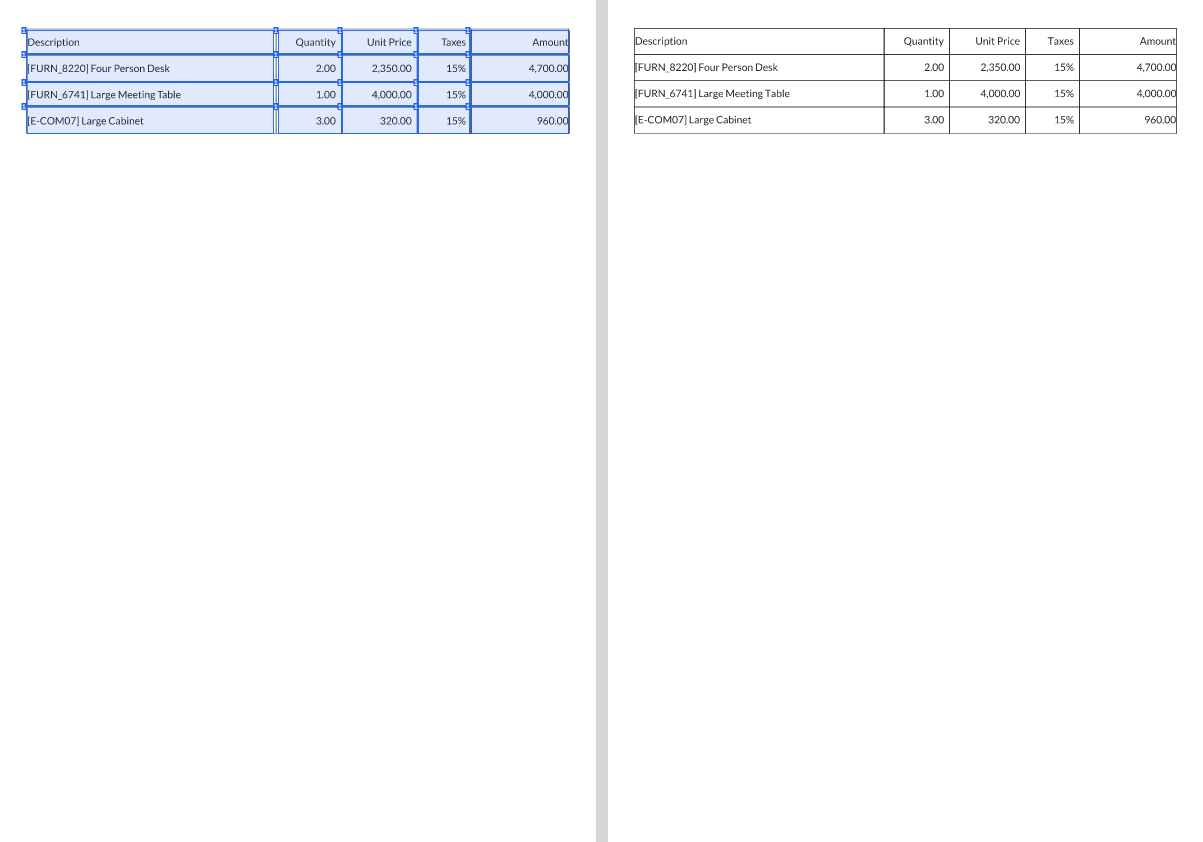 Description Quantity Unit Price Taxes Amount
[FURN_8220] Four Person Desk 2.00 2,350.00 15% 4,700.00
[FURN_6741] Large Meeting Table 1.00 4,000.00 15% 4,000.00
[E-COM07] Large Cabinet 3.00 320.00 15% 960.00
Description Quantity Unit Price Taxes Amount
[FURN_8220] Four Person Desk 2.00 2,350.00 15% 4,700.00
[FURN_6741] Large Meeting Table 1.00 4,000.00 15% 4,000.00
[E-COM07] Large Cabinet 3.00 320.00 15% 960.00